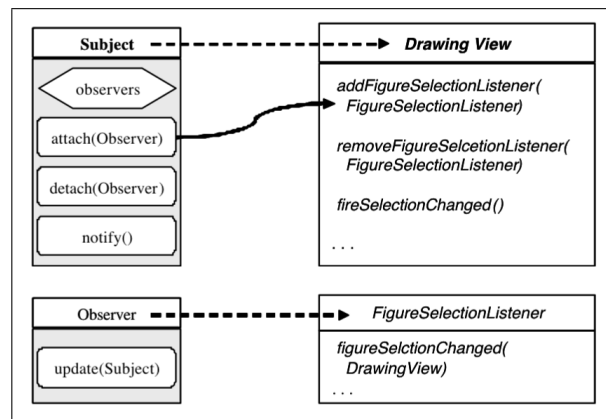 Subject
observers
attach(Observer)
detach(Observer)
notify()
Drawing View
addFigureSelectionListener(
FigureSelectionListener)
removeFigureSelcetionListener(
FigureSelectionListener)
fireSelectionChanged()
. . .
Observer
update(Subject)
FigureSelectionListener
figureSelctionChanged(
DrawingView)
. . .